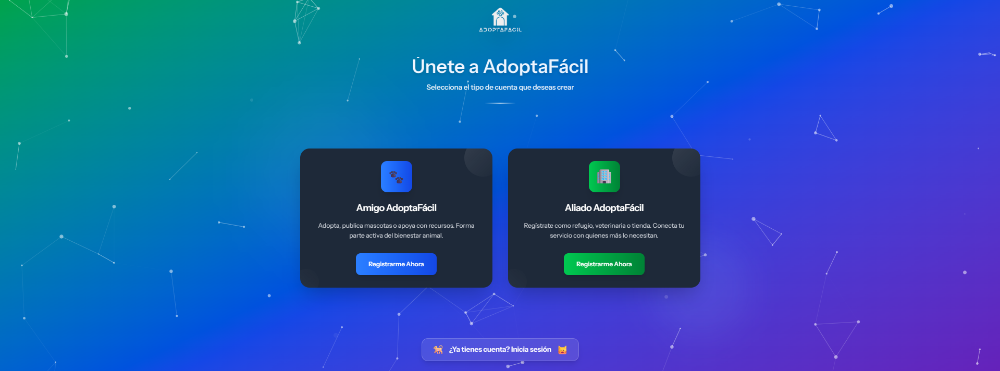 ADOPTAFACIL
Únete a AdoptaFácil
Selecciona el tipo de cuenta que deseas crear
Amigo AdoptaFácil
Adopta, publica mascotas o apoya con recursos. Forma
parte activa del bienestar animal.
Registrarme Ahora
Aliado AdoptaFácil
Regístrate como refugio, veterinaria o tienda. Conecta tu
servicio con quienes más lo necesitan.
Registrarme Ahora
¿Ya tienes cuenta? Inicia sesión